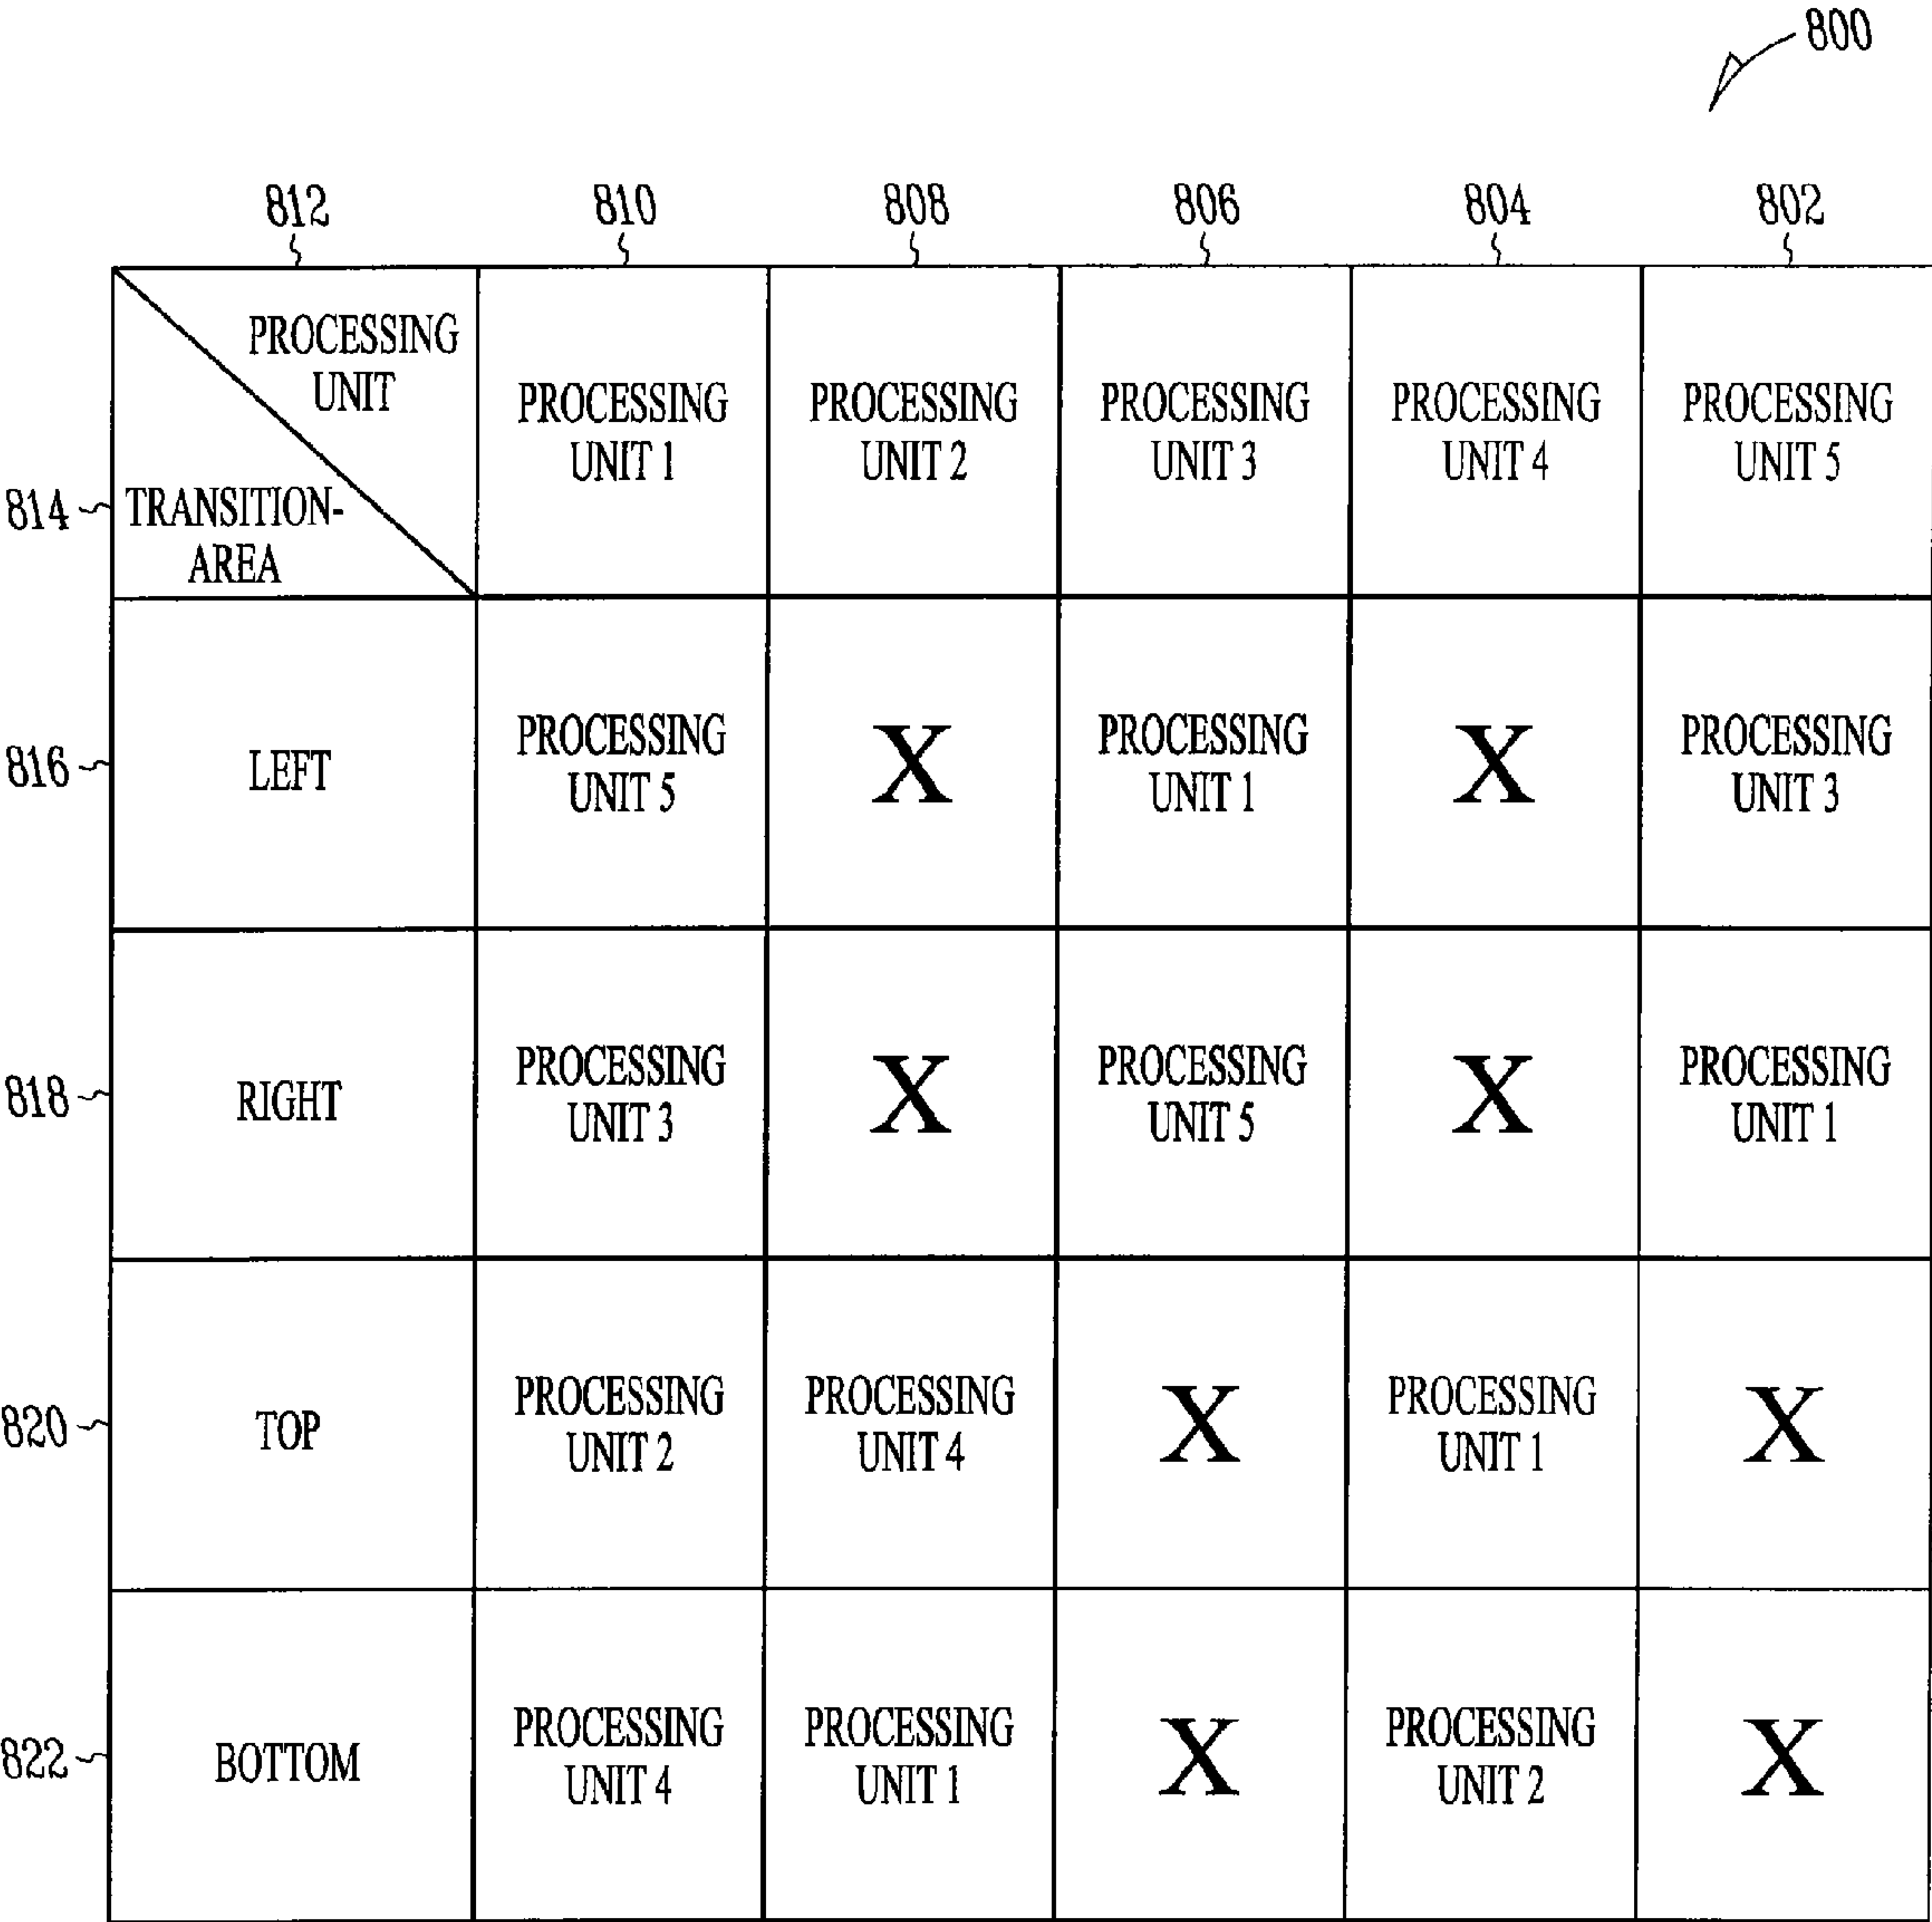 800
812 810 808 806 804 802
PROCESSING
UNIT
TRANSITION-
AREA
PROCESSING
UNIT 1
PROCESSING
UNIT 2
PROCESSING
UNIT 3
PROCESSING
UNIT 4
PROCESSING
UNIT 5
814
816
LEFT
PROCESSING
UNIT 5
X
PROCESSING
UNIT 1
X
PROCESSING
UNIT 3
818
RIGHT
PROCESSING
UNIT 3
X
PROCESSING
UNIT 5
X
PROCESSING
UNIT 1
820
TOP
PROCESSING
UNIT 2
PROCESSING
UNIT 4
X
PROCESSING
UNIT 1
X
822
BOTTOM
PROCESSING
UNIT 4
PROCESSING
UNIT 1
X
PROCESSING
UNIT 2
X